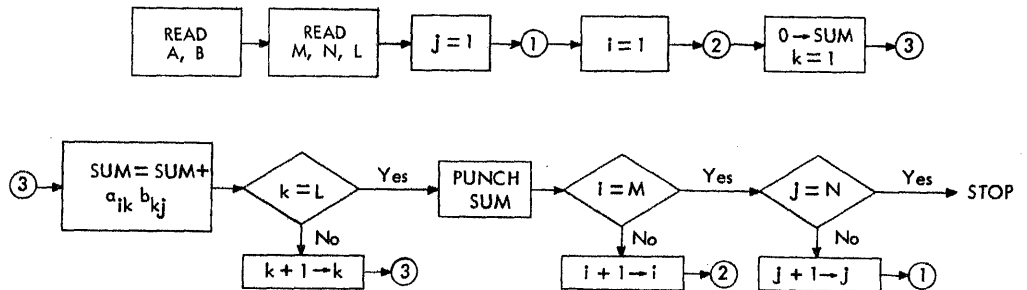 READ
A, B
READ
M, N, L
j = 1
1
i = 1
2
0→SUM
k = 1
3
3
SUM = SUM+
a_ik b_kj
k = L
Yes
PUNCH
SUM
i = M
Yes
j = N
Yes
STOP
No
No
No
k + 1→k
3
i + 1→i
2
j + 1→j
1